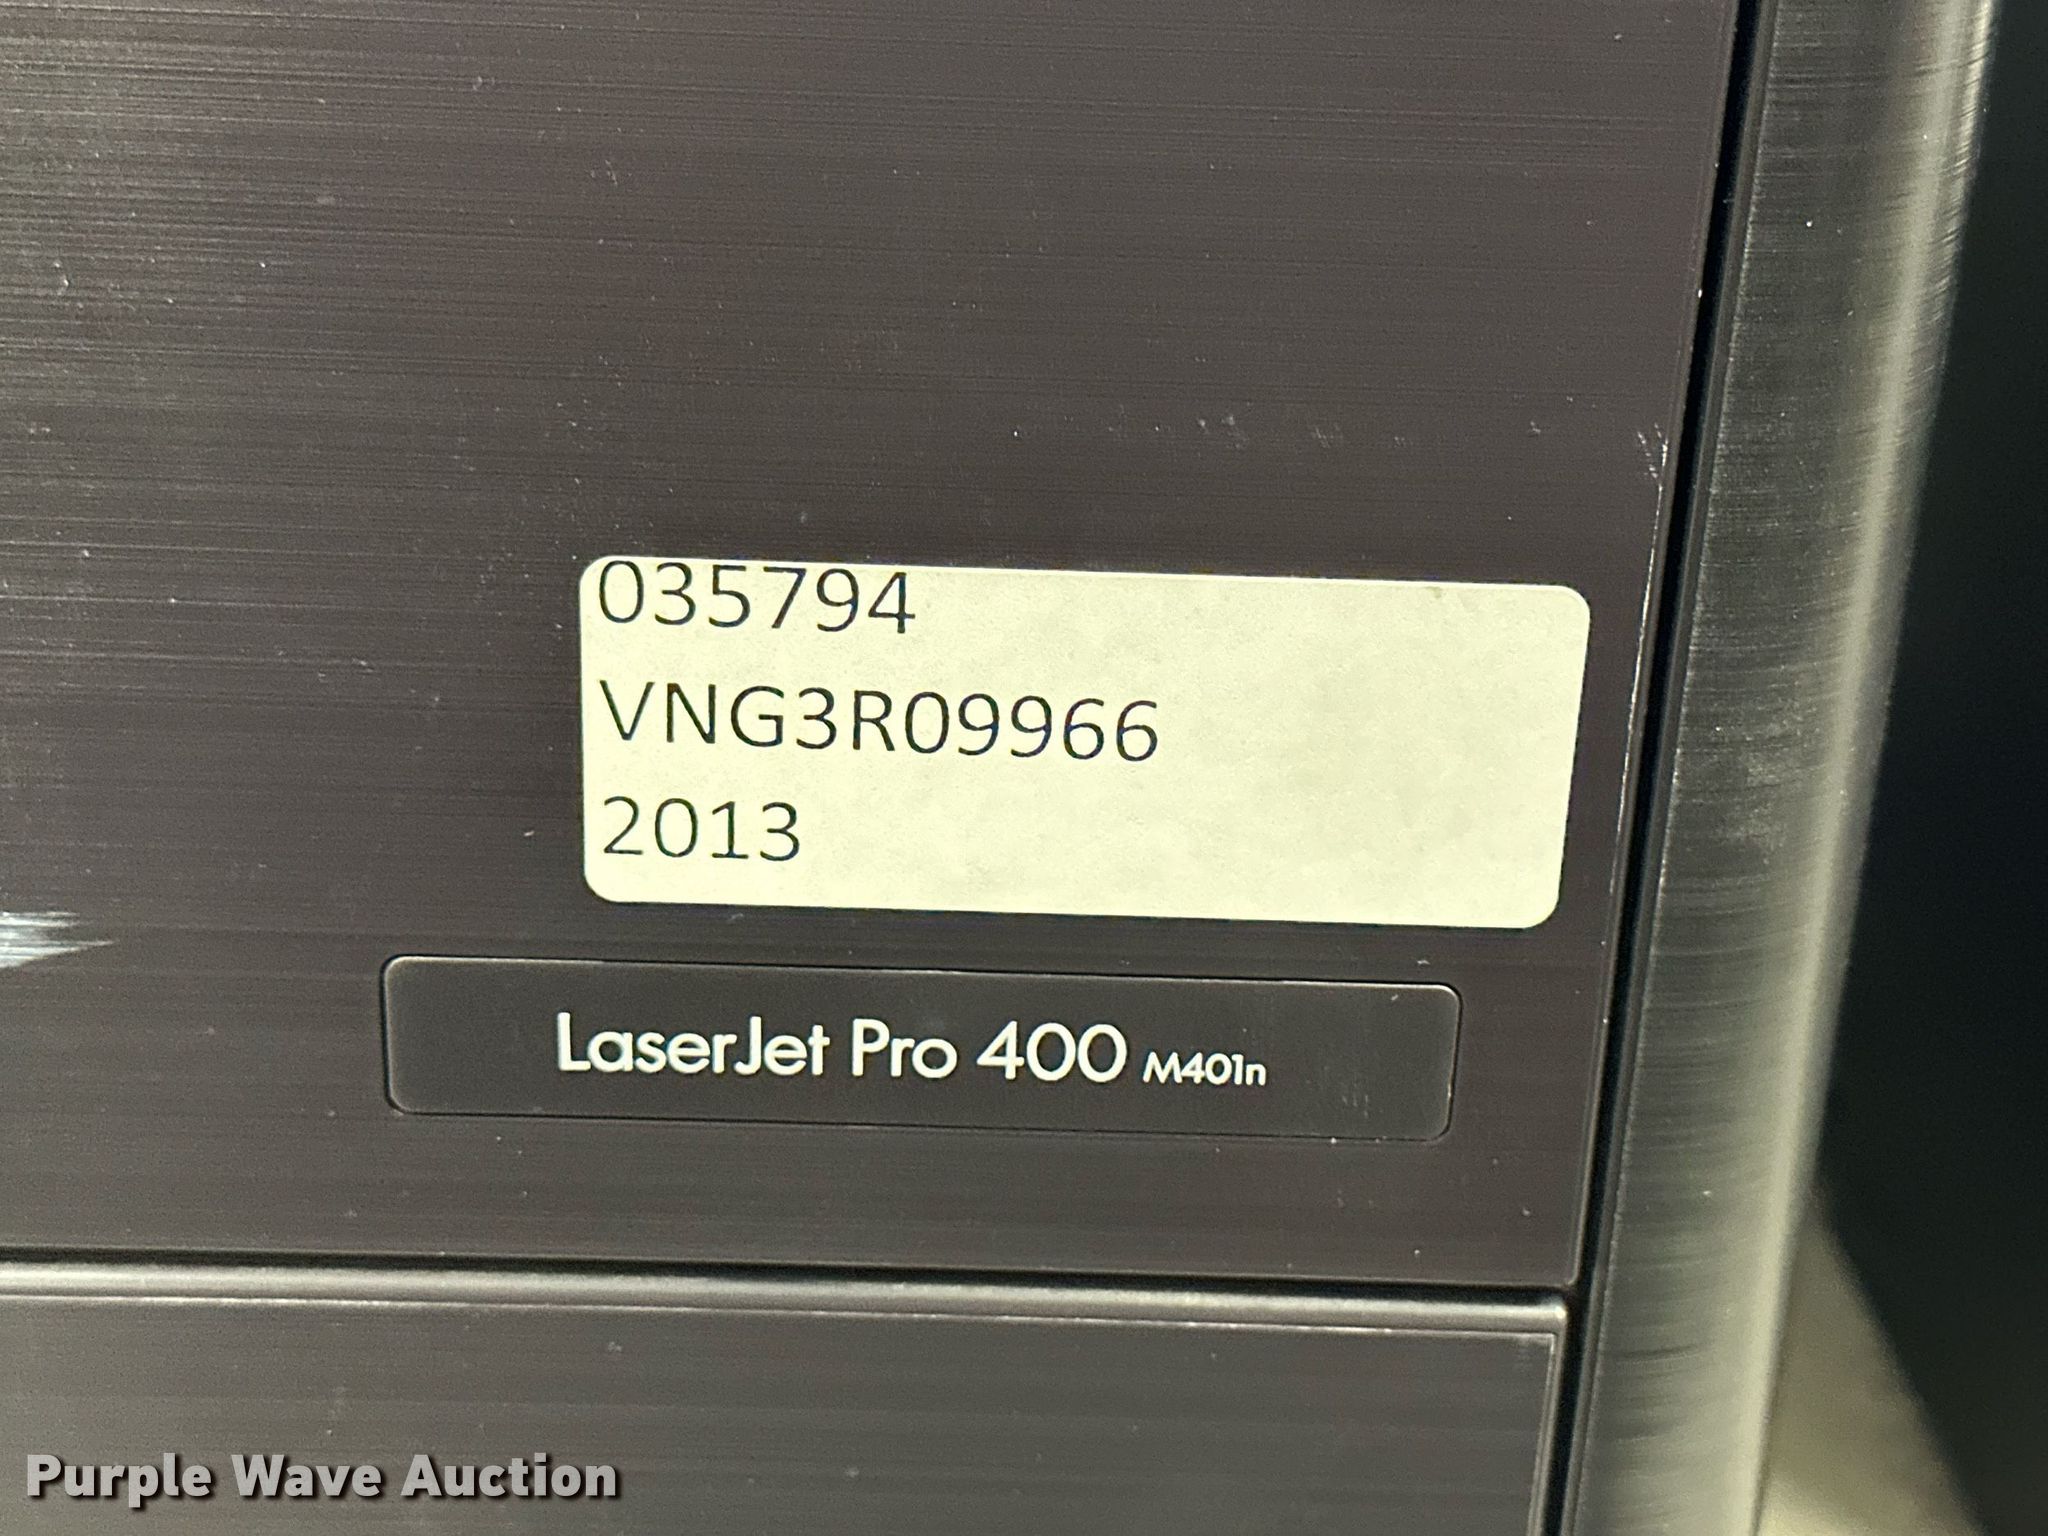 035794
VNG3R09966
2013
LaserJet Pro 400 M401n
Purple Wave Auction